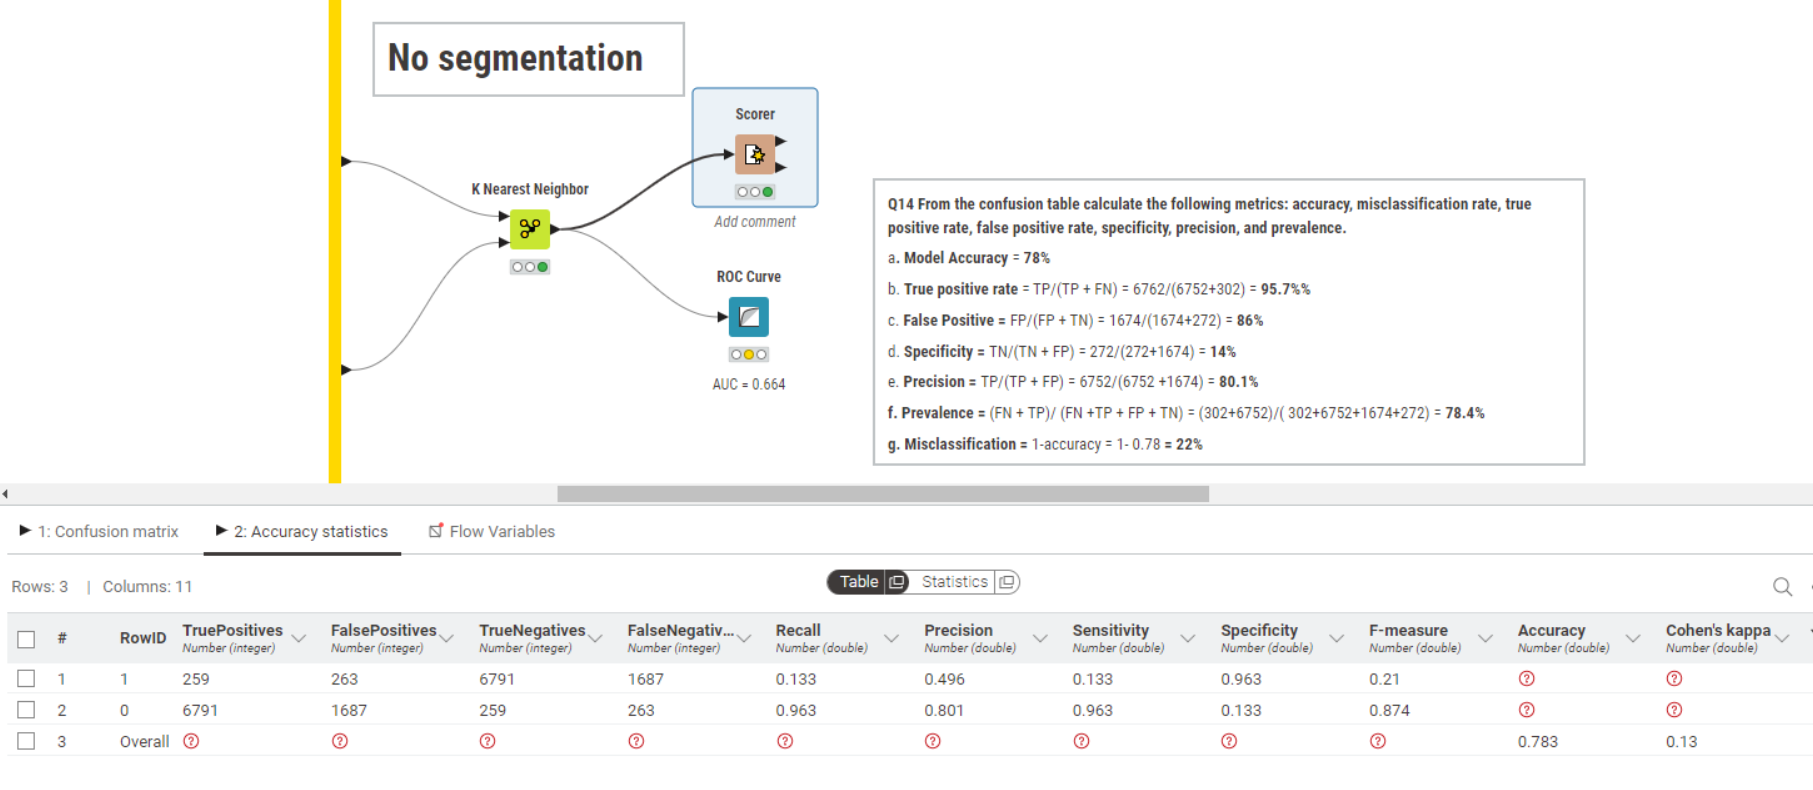 No segmentation
Scorer
K Nearest Neighbor
Add comment
ROC Curve
AUC = 0.664
Q14 From the confusion table calculate the following metrics: accuracy, misclassification rate, true
positive rate, false positive rate, specificity, precision, and prevalence.
a. Model Accuracy = 78%
b. True positive rate = TP/(TP + FN) = 6762/(6752+302) = 95.7%%
c. False Positive = FP/(FP + TN) = 1674/(1674+272) = 86%
d. Specificity = TN/(TN + FP) = 272/(272+1674) = 14%
e. Precision = TP/(TP + FP) = 6752/(6752 +1674) = 80.1%
f. Prevalence = (FN + TP)/ (FN +TP + FP + TN) = (302+6752)/( 302+6752+1674+272) = 78.4%
g. Misclassification = 1-accuracy = 1- 0.78 = 22%
1: Confusion matrix 2: Accuracy statistics Flow Variables
Rows: 3 | Columns: 11 Table Statistics
# RowID TruePositives FalsePositives TrueNegatives FalseNegativ... Recall Precision Sensitivity Specificity F-measure Accuracy Cohen's kappa
Number (integer) Number (integer) Number (integer) Number (integer) Number (double) Number (double) Number (double) Number (double) Number (double) Number (double) Number (double)
1 1 259 263 6791 1687 0.133 0.496 0.133 0.963 0.21 ? ?
2 0 6791 1687 259 263 0.963 0.801 0.963 0.133 0.874 ? ?
3 Overall ? ? ? ? ? ? ? ? ? 0.783 0.13